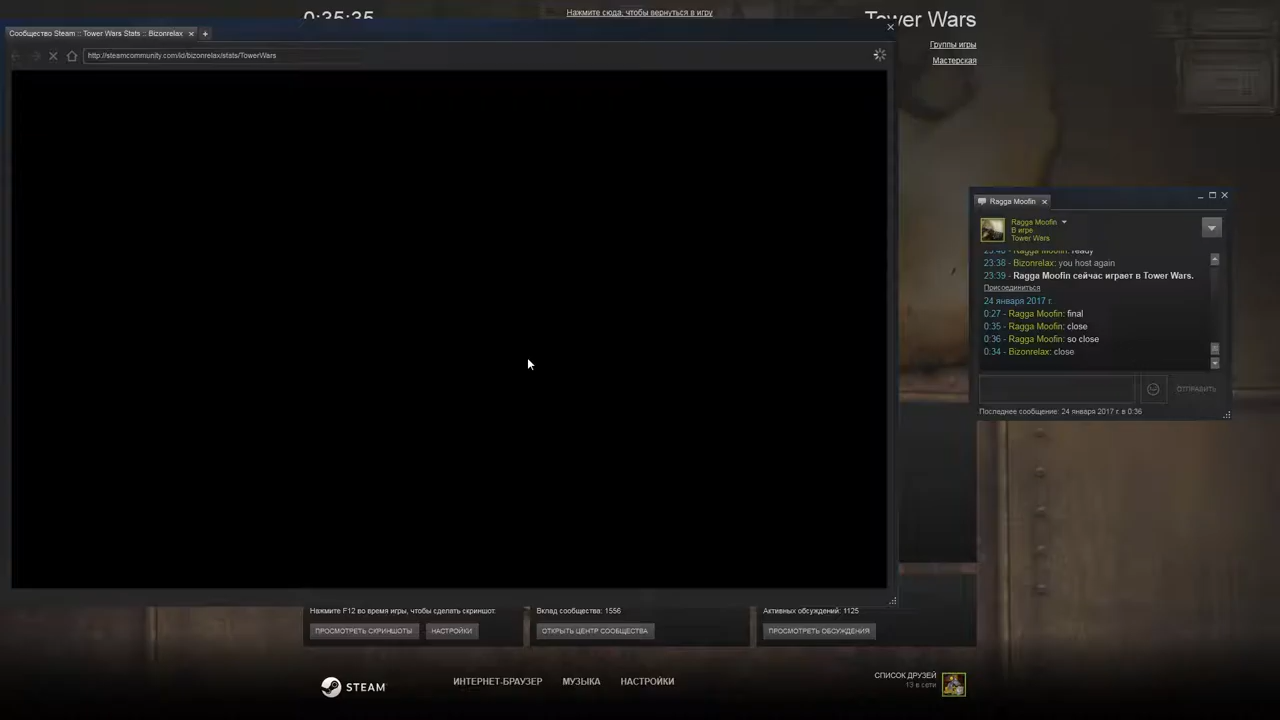 0:35:35
Нажмите сюда, чтобы вернуться в игру
Tower Wars
Группы игры
Мастерская
Сообщество Steam :: Tower Wars Stats :: Bizonrelax
http://steamcommunity.com/id/bizonrelax/stats/TowerWars
Ragga Moofin
Ragga Moofin
В игре
Tower Wars
23:38 - Bizonrelax: you host again
23:39 - Ragga Moofin сейчас играет в Tower Wars.
Присоединиться
24 января 2017 г.
0:27 - Ragga Moofin: final
0:35 - Ragga Moofin: close
0:36 - Ragga Moofin: so close
0:34 - Bizonrelax: close
ОТПРАВИТЬ
Последнее сообщение: 24 января 2017 г. в 0:36
Нажмите F12 во время игры, чтобы сделать скриншот.
ПРОСМОТРЕТЬ СКРИНШОТЫ
НАСТРОЙКИ
Вклад сообщества: 1556
ОТКРЫТЬ ЦЕНТР СООБЩЕСТВА
Активных обсуждений: 1125
ПРОСМОТРЕТЬ ОБСУЖДЕНИЯ
STEAM
ИНТЕРНЕТ-БРАУЗЕР
МУЗЫКА
НАСТРОЙКИ
СПИСОК ДРУЗЕЙ
13 в сети